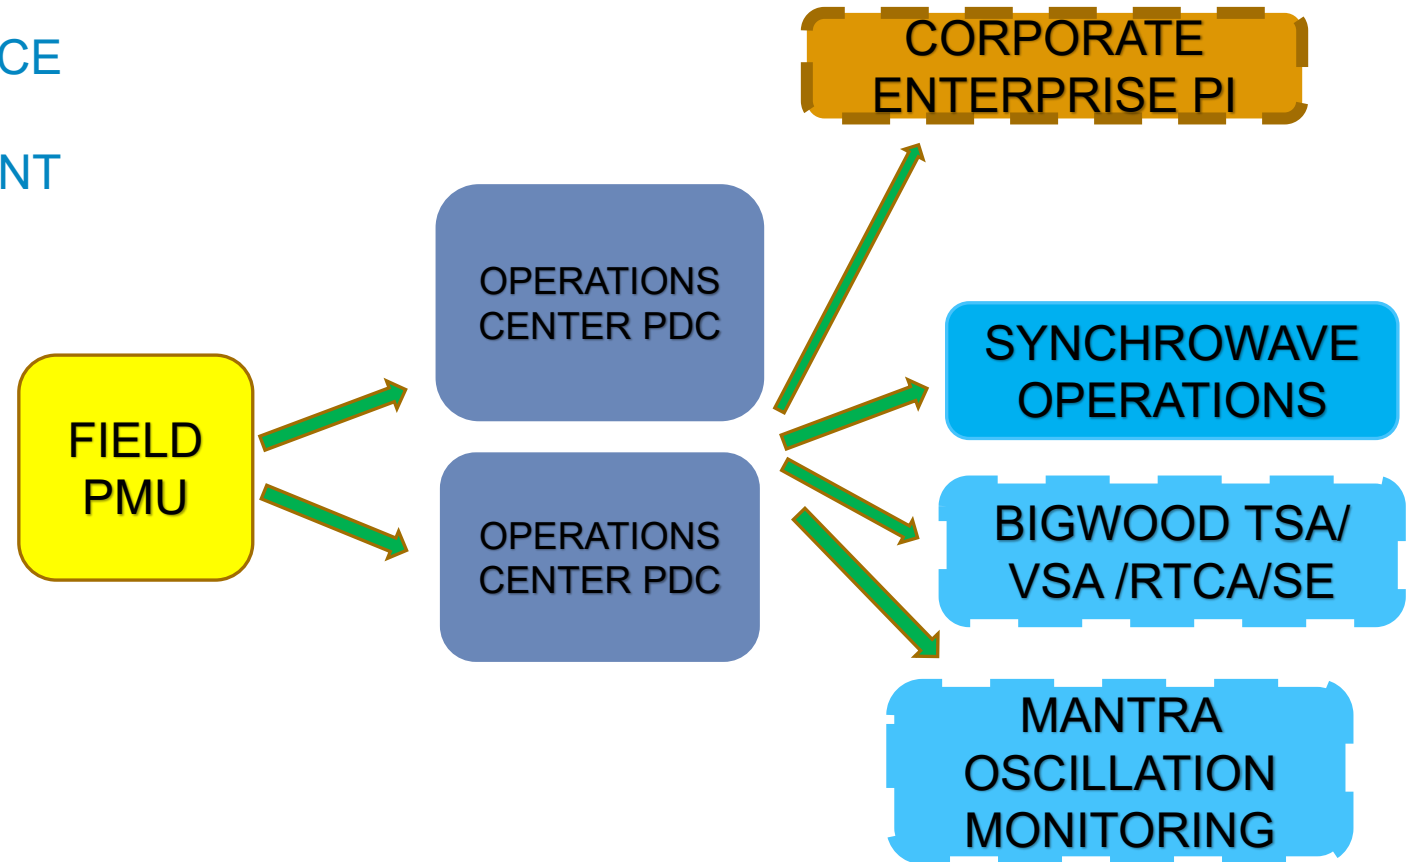 CE
NT
CORPORATE
ENTERPRISE PI
OPERATIONS
CENTER PDC
FIELD
PMU
OPERATIONS
CENTER PDC
SYNCHROWAVE
OPERATIONS
BIGWOOD TSA/
VSA /RTCA/SE
MANTRA
OSCILLATION
MONITORING